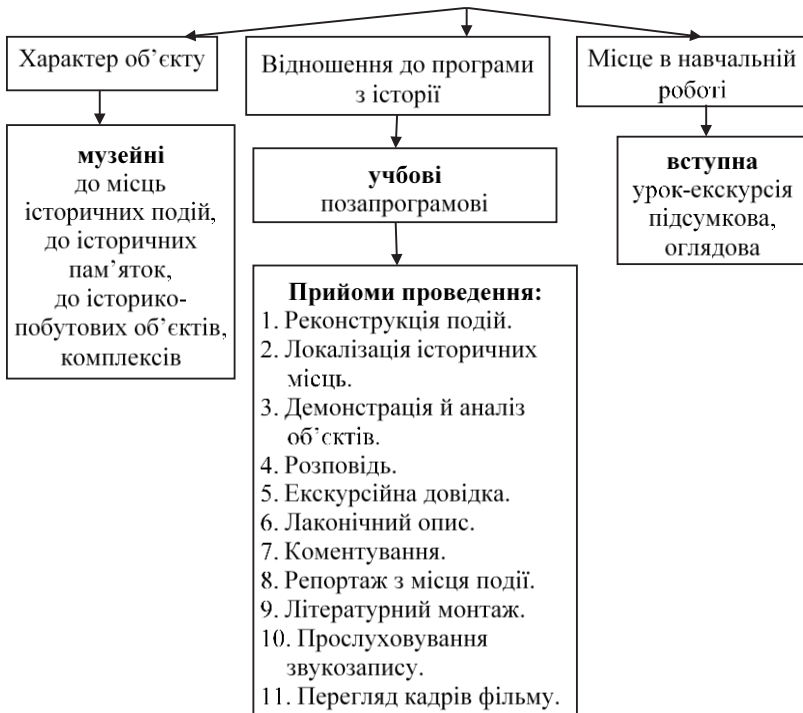 Характер об’єкту
музейні
до місць
історичних подій,
до історичних
пам’яток,
до історико-
побутових об’єктів,
комплексів
Відношення до програми
з історії
учбові
позапрограмові
Прийоми проведення:
1. Реконструкція подій.
2. Локалізація історичних
місць.
3. Демонстрація й аналіз
об’єктів.
4. Розповідь.
5. Екскурсійна довідка.
6. Лаконічний опис.
7. Коментування.
8. Репортаж з місця події.
9. Літературний монтаж.
10. Прослуховування
звукозапису.
11. Перегляд кадрів фільму.
Місце в навчальній
роботі
вступна
урок-екскурсія
підсумкова,
оглядова